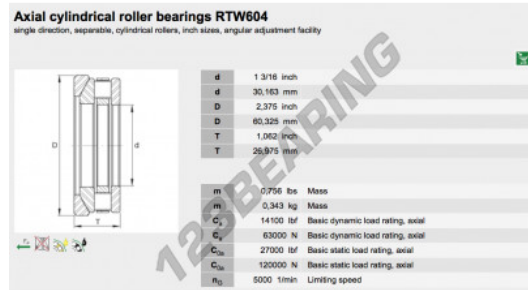 Axial cylindrical roller bearings RTW604
single direction, separable, cylindrical rollers, inch sizes, angular adjustment facility
d 1 3/16 inch
d 30,163 mm
D 2,375 inch
D 60,325 mm
T 1,062 inch
T 26,975 mm
D d
T
m 0,756 lbs Mass
m 0,343 kg Mass
Ca 14100 lbf Basic dynamic load rating, axial
Ca 63000 N Basic dynamic load rating, axial
C0a 27000 lbf Basic static load rating, axial
C0a 120000 N Basic static load rating, axial
nG 5000 1/min Limiting speed
123BEARING